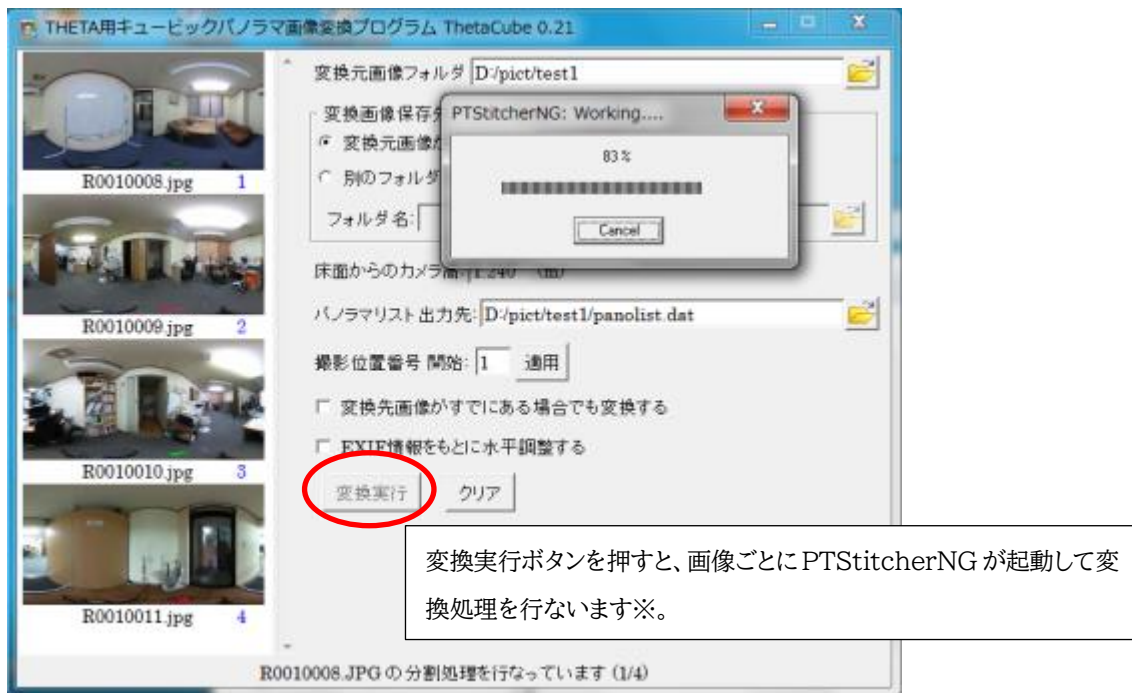 THETA用キュービックパノラマ画像変換プログラム ThetaCube 0.21
変換元画像フォルダ D:/pict/test1
変換画像保存先
PTStitcherNG: Working....
変換元画像
83 %
別のフォルダ
フォルダ名:
Cancel
床面からのカメラ高: 1.240 (m)
パノラマリスト出力先: D:/pict/test1/panolist.dat
撮影位置番号 開始: 1 適用
変換先画像がすでにある場合でも変換する
EXIF情報をもとに水平調整する
変換実行 クリア
R0010008.jpg 1
R0010009.jpg 2
R0010010.jpg 3
R0010011.jpg 4
変換実行ボタンを押すと、画像ごとにPTStitcherNGが起動して変
換処理を行ないます※。
R0010008.JPG の分割処理を行なっています (1/4)